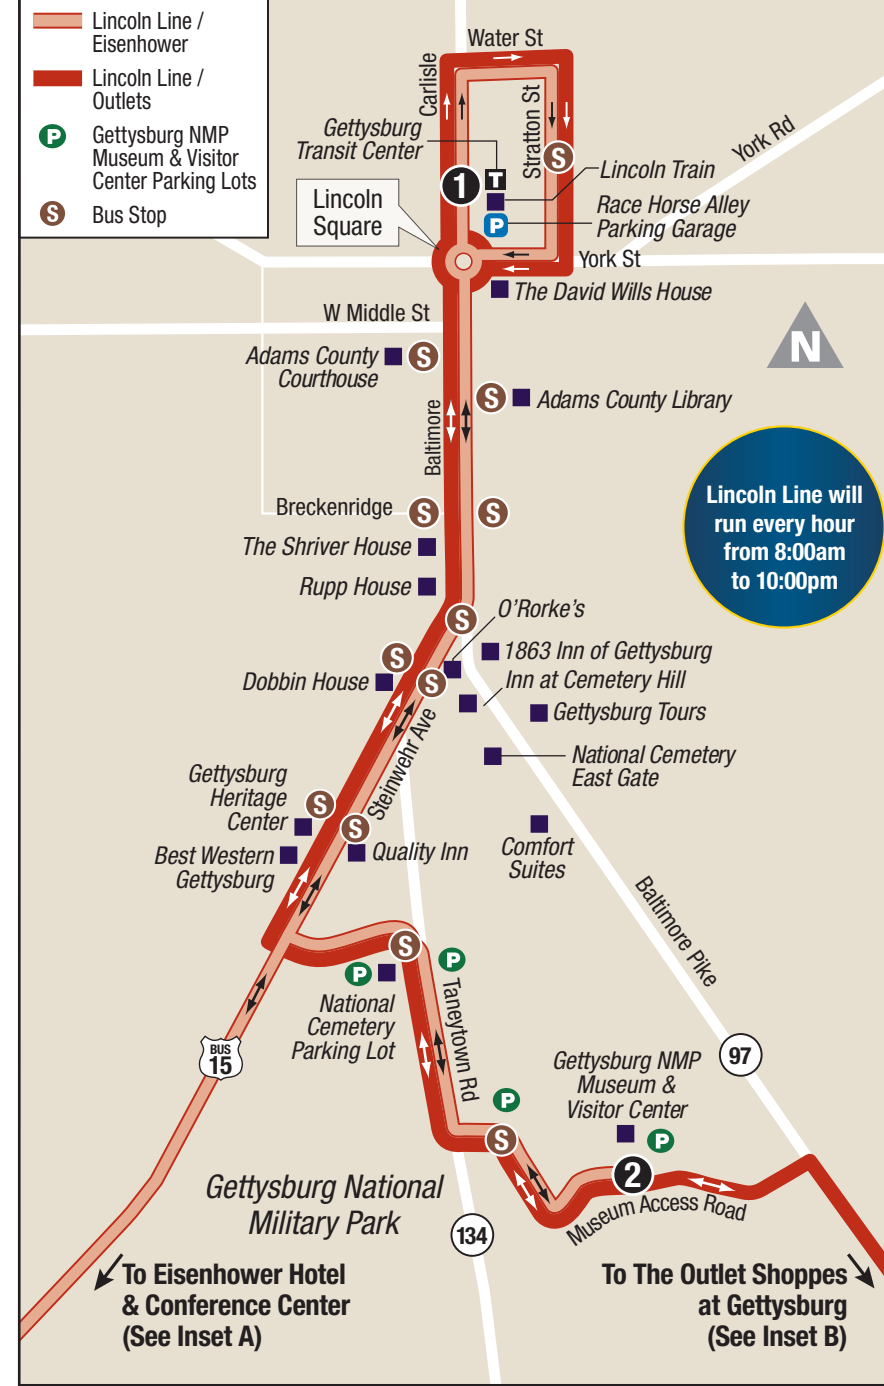 Lincoln Line /
Eisenhower
Lincoln Line /
Outlets
P
Gettysburg NMP
Museum & Visitor
Center Parking Lots
S
Bus Stop
Water St
Carlisle
Stratton St
Gettysburg
Transit Center
S
York Rd
1
T
Lincoln Train
Lincoln
Square
P
Race Horse Alley
Parking Garage
York St
The David Wills House
W Middle St
N
Adams County
Courthouse
S
S
Adams County Library
Baltimore
Lincoln Line will
run every hour
from 8:00am
to 10:00pm
Breckenridge
S
S
The Shriver House
Rupp House
S
O'Rorke's
S
1863 Inn of Gettysburg
Dobbin House
S
Inn at Cemetery Hill
Gettysburg Tours
Steinwehr Ave
National Cemetery
East Gate
Gettysburg
Heritage
Center
S
S
Best Western
Gettysburg
Quality Inn
Comfort
Suites
Baltimore Pike
S
P
P
National
Cemetery
Parking Lot
Taneytown Rd
BUS
15
97
Gettysburg NMP
Museum &
Visitor Center
P
S
P
2
Museum Access Road
Gettysburg National
Military Park
134
To Eisenhower Hotel
& Conference Center
(See Inset A)
To The Outlet Shoppes
at Gettysburg
(See Inset B)